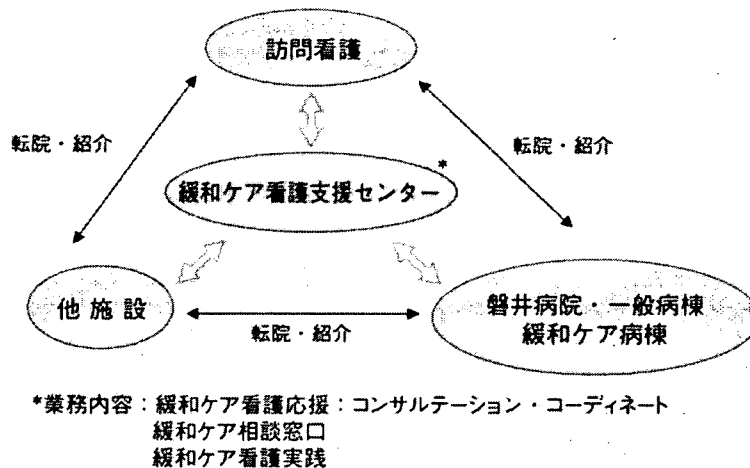 訪問看護
転院・紹介
転院・紹介
*
緩和ケア看護支援センター
他施設
磐井病院・一般病棟
緩和ケア病棟
転院・紹介
*業務内容:緩和ケア看護応援:コンサルテーション・コーディネート
緩和ケア相談窓口
緩和ケア看護実践